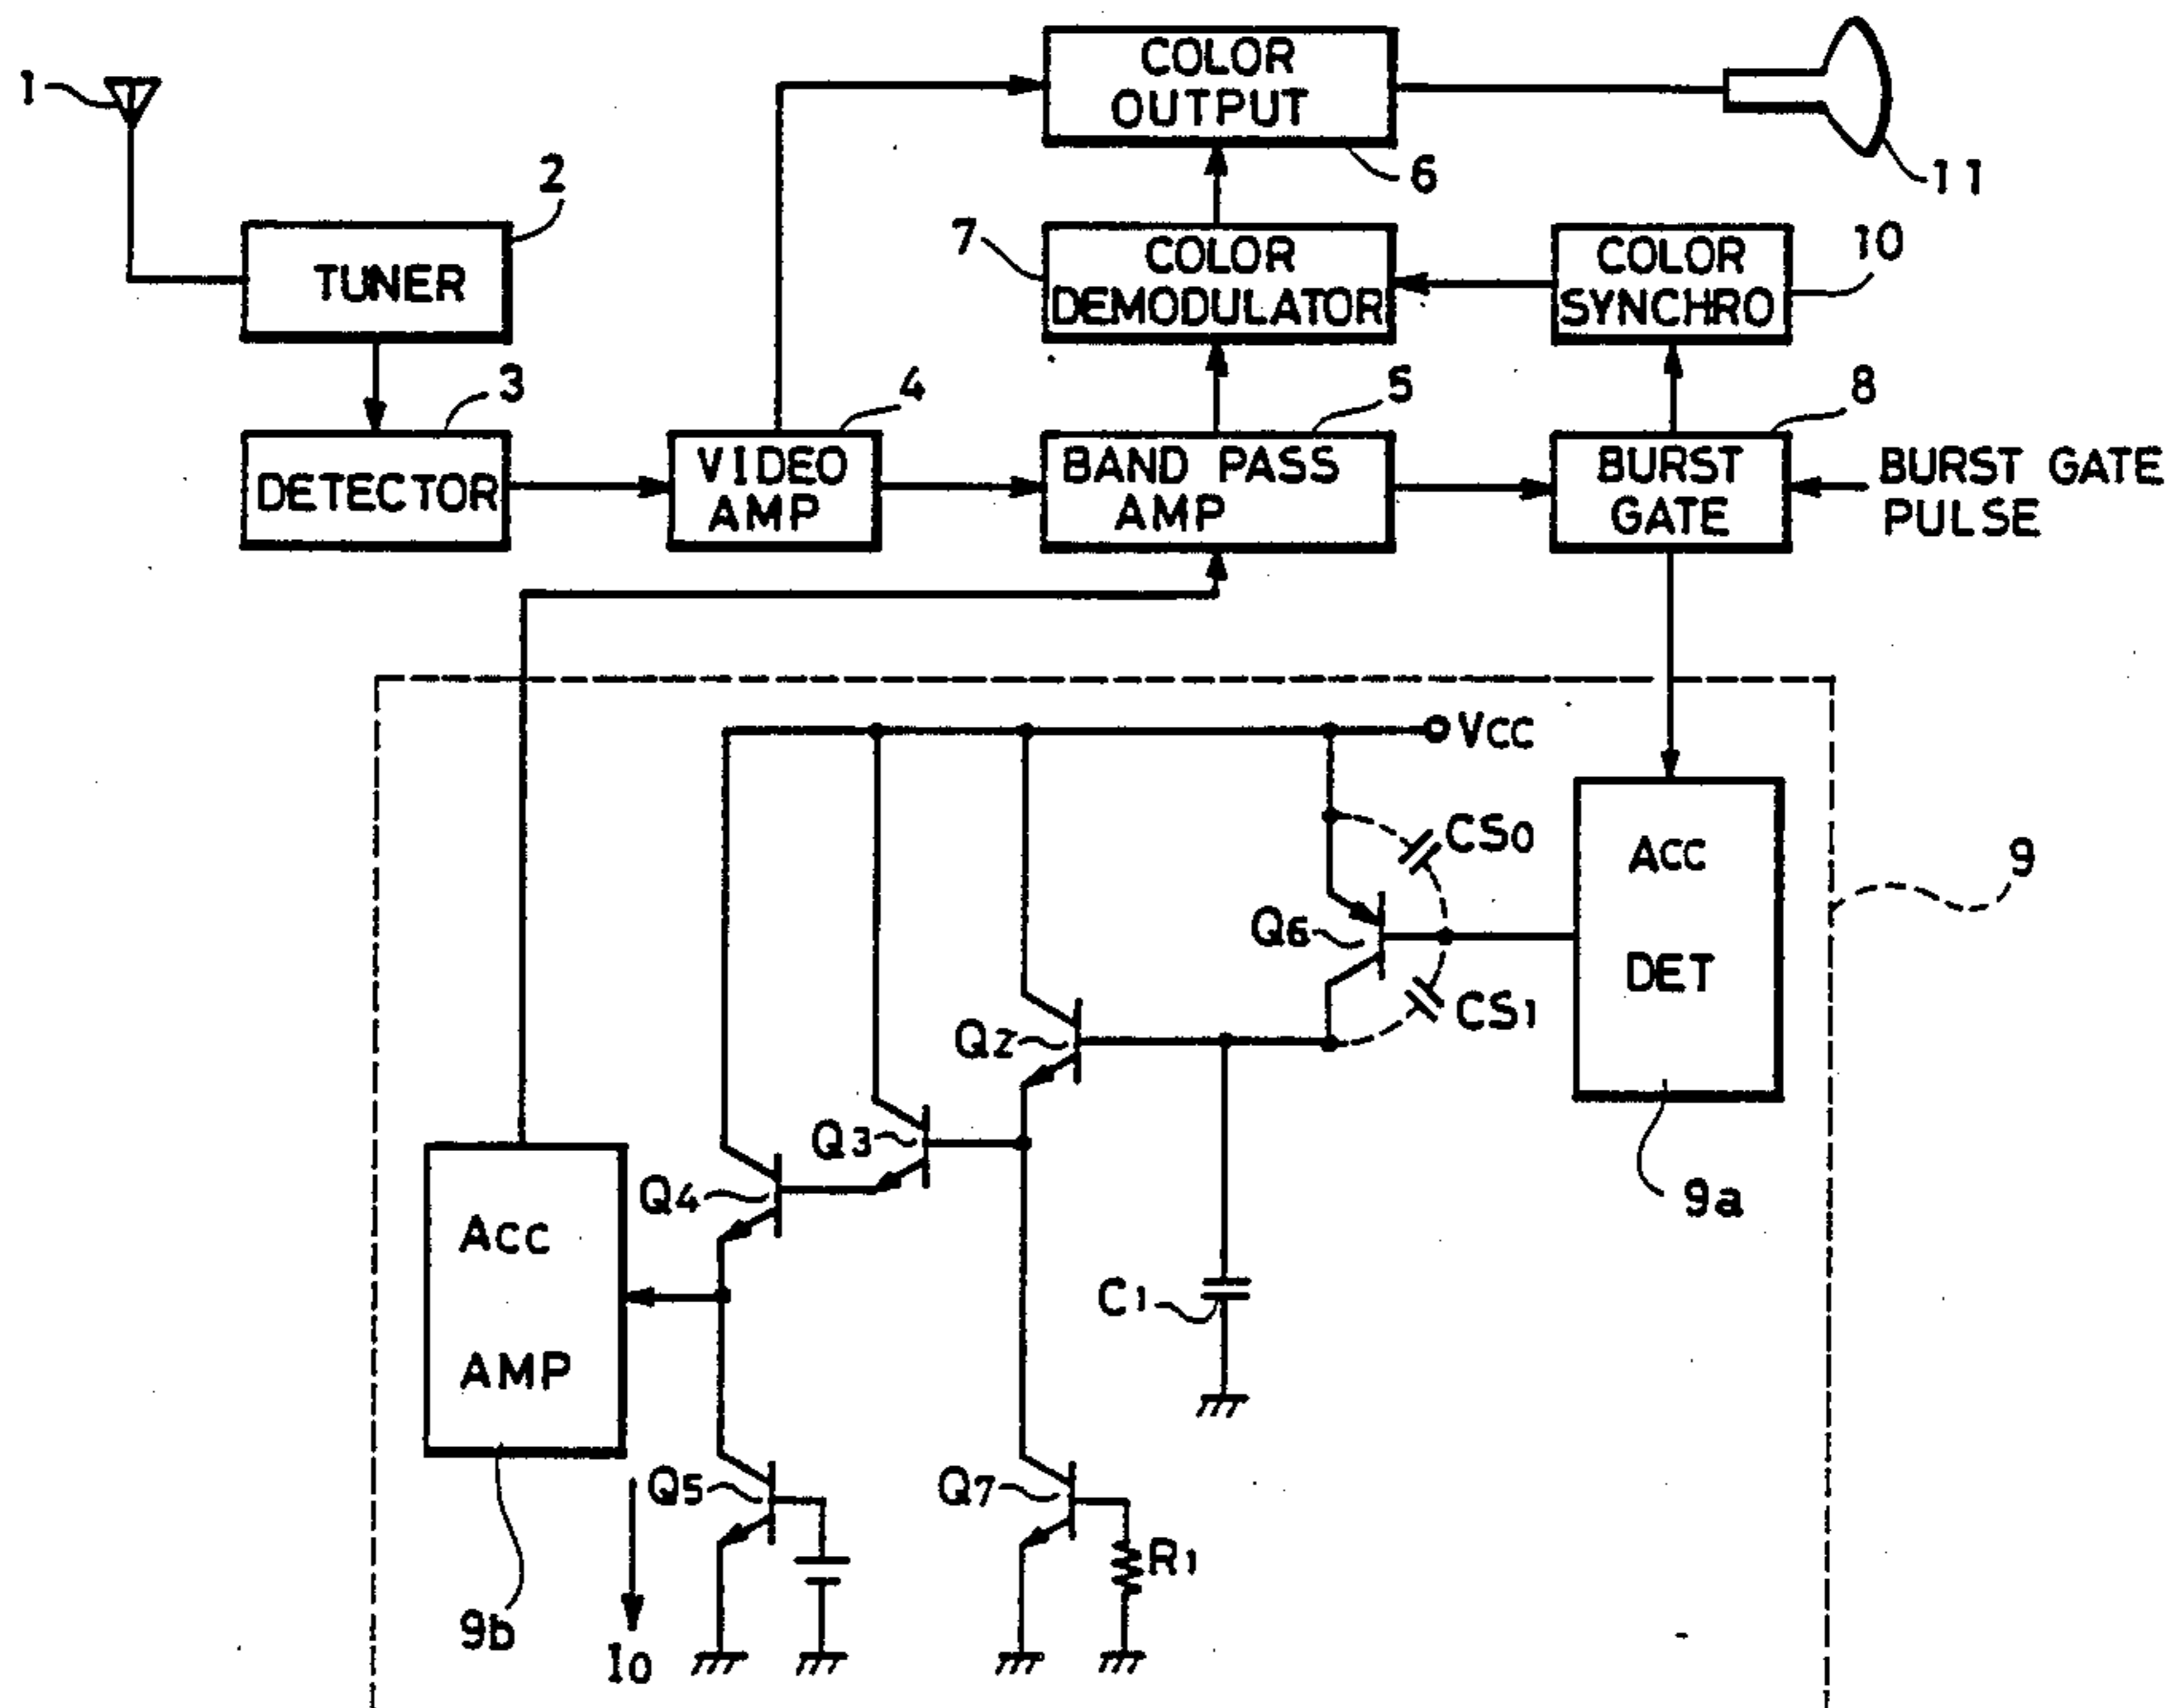 1
COLOR
OUTPUT
6
11
2
TUNER
7
COLOR
DEMODULATOR
COLOR
SYNCHRO
10
3
DETECTOR
4
VIDEO
AMP
5
BAND PASS
AMP
8
BURST
GATE
BURST GATE
PULSE
VCC
CS0
Q6
CS1
ACC
DET
9
9a
Q2
Q3
Q4
C1
ACC
AMP
9b
I0
Q5
Q7
R1